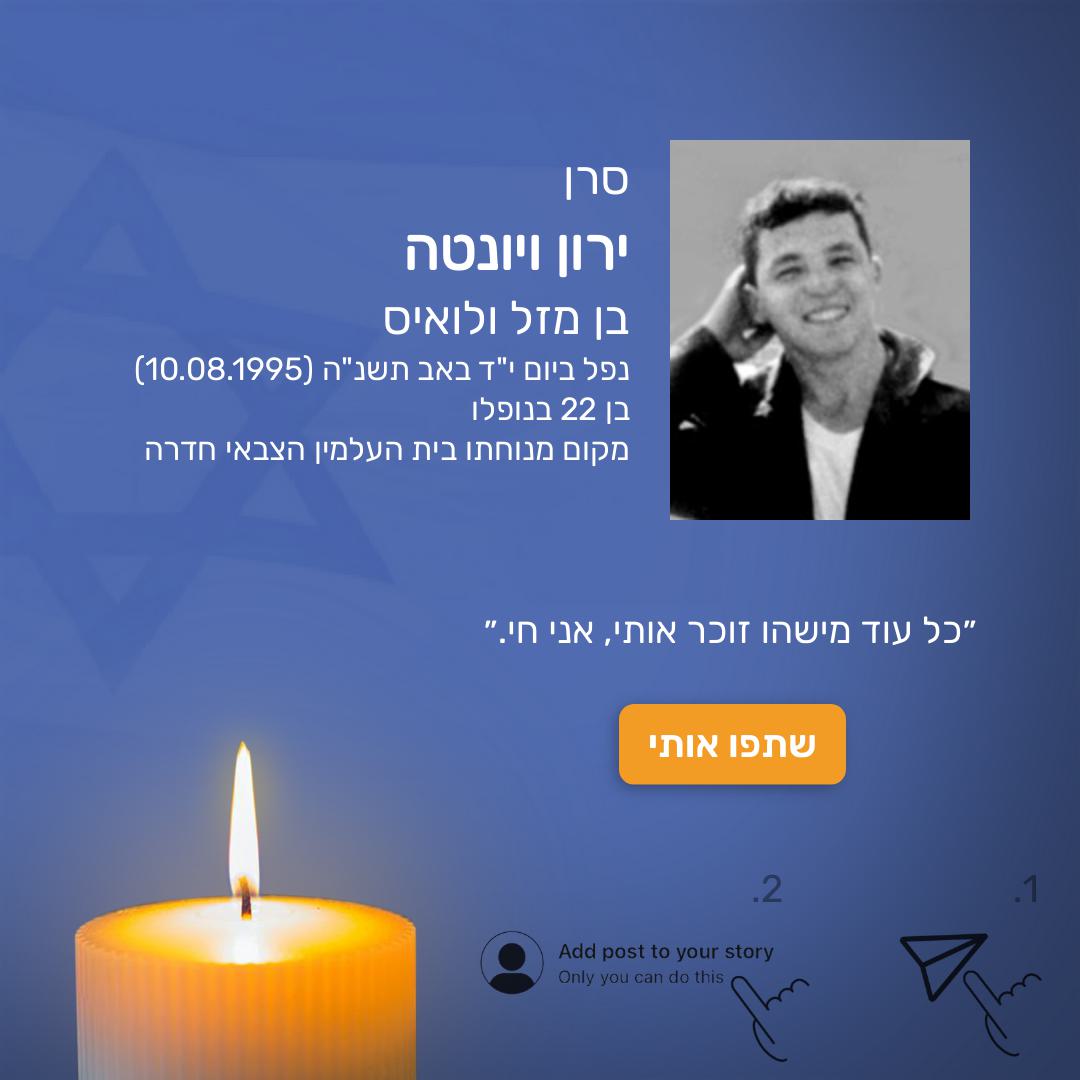 סרן
ירון ויונטה
בן מזל ולואיס
נפל ביום י"ד באב תשנ"ה (10.08.1995)
בן 22 בנופלו
מקום מנוחתו בית העלמין הצבאי חדרה
״כל עוד מישהו זוכר אותי, אני חי.״
שתפו אותי
.1
.2
Add post to your story
Only you can do this